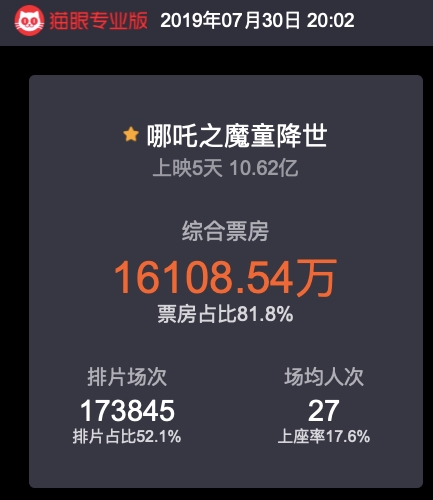 猫眼专业版 2019年07月30日 20:02
哪吒之魔童降世
上映5天 10.62亿
综合票房
16108.54万
票房占比81.8%
排片场次 场均人次
173845 27
排片占比52.1% 上座率17.6%